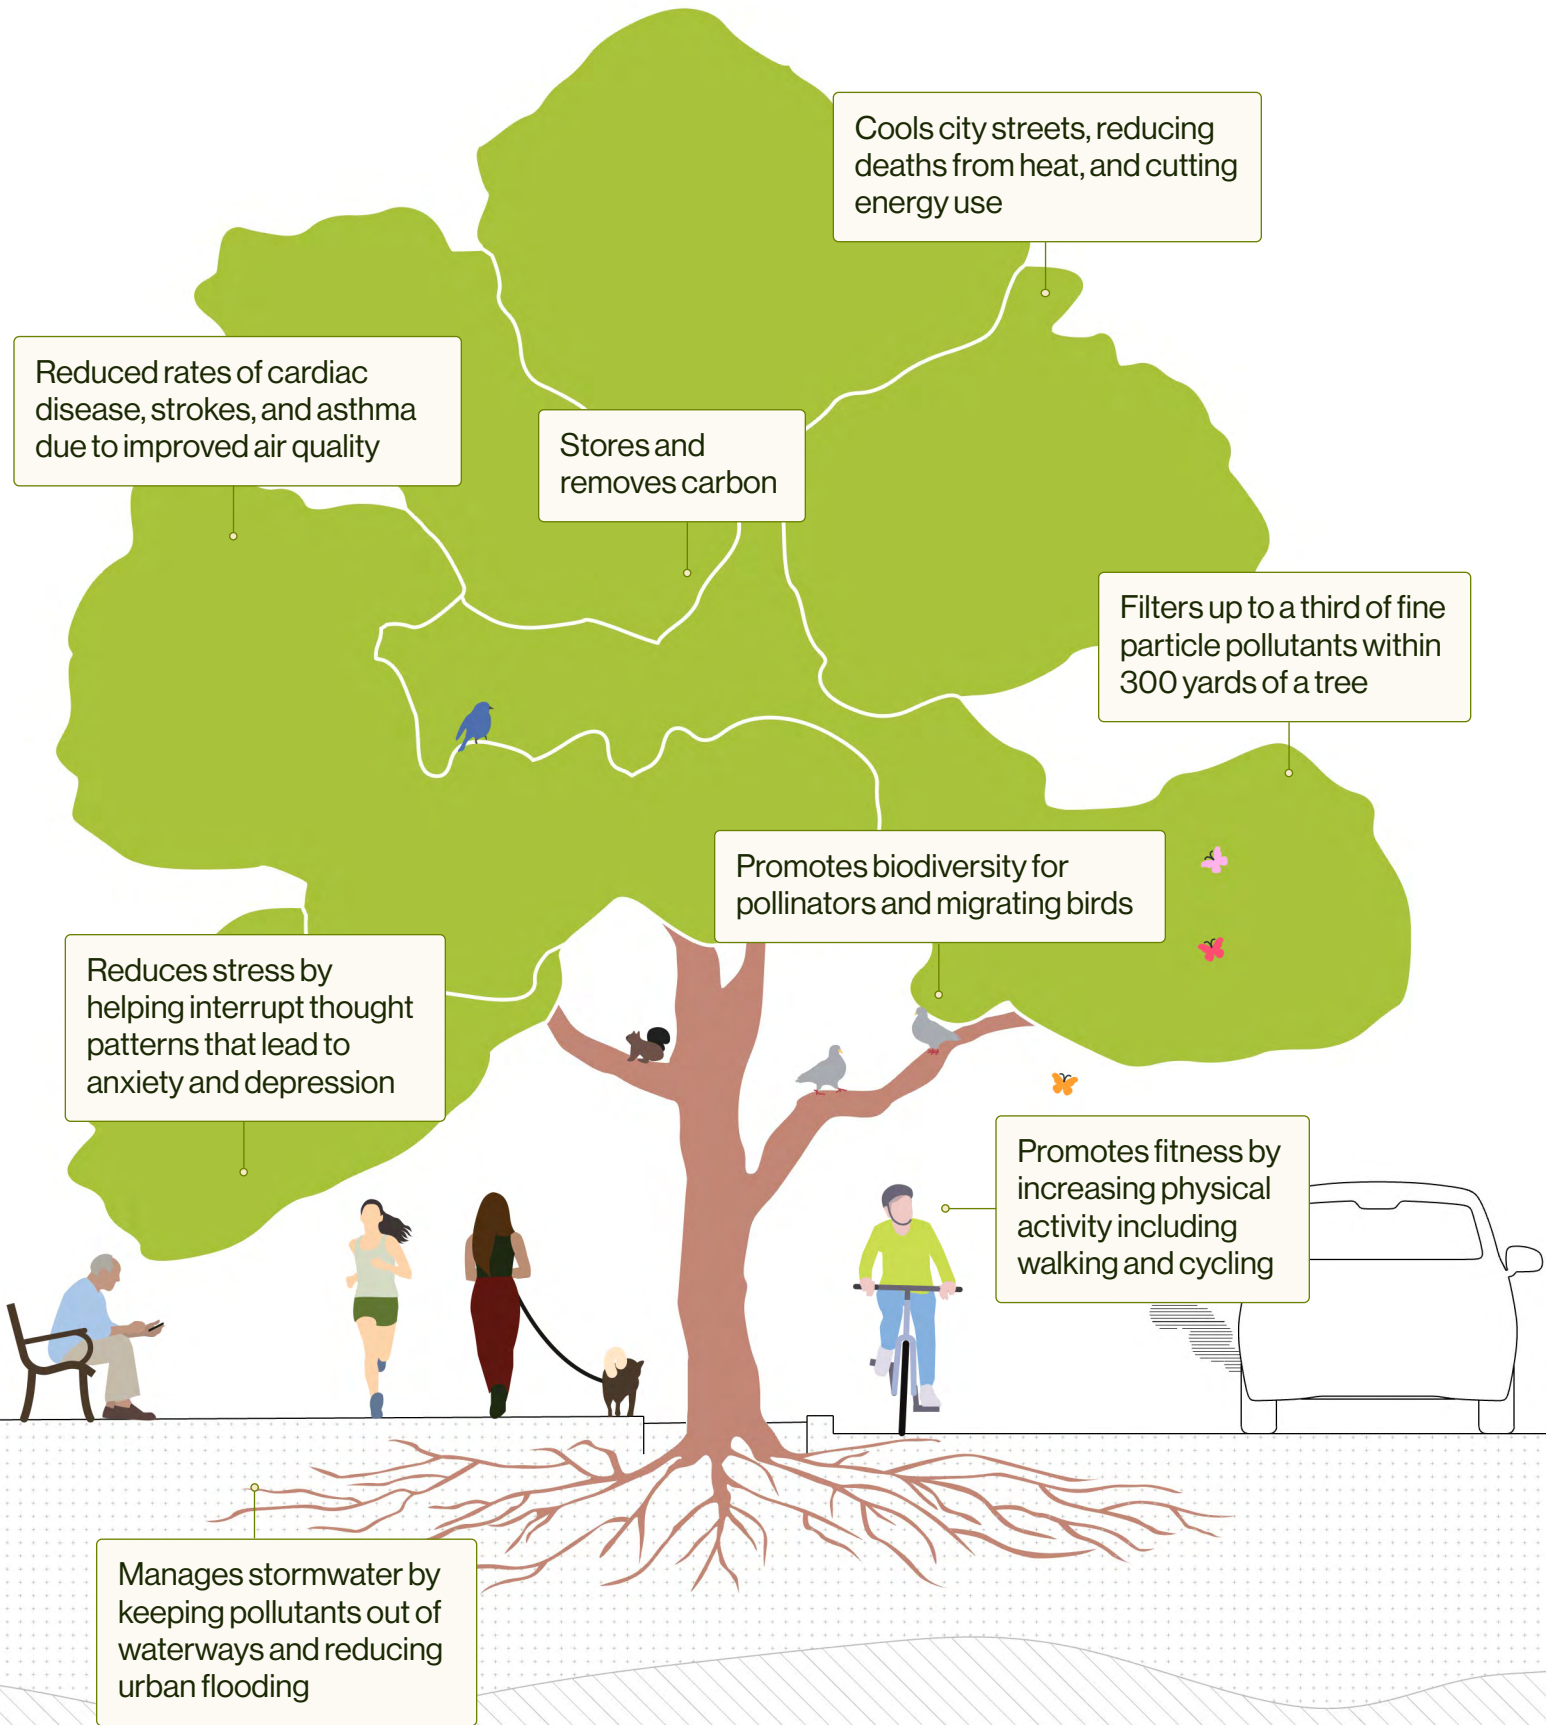 Cools city streets, reducing
deaths from heat, and cutting
energy use
Reduced rates of cardiac
disease, strokes, and asthma
due to improved air quality
Stores and
removes carbon
Filters up to a third of fine
particle pollutants within
300 yards of a tree
Promotes biodiversity for
pollinators and migrating birds
Reduces stress by
helping interrupt thought
patterns that lead to
anxiety and depression
Promotes fitness by
increasing physical
activity including
walking and cycling
Manages stormwater by
keeping pollutants out of
waterways and reducing
urban flooding